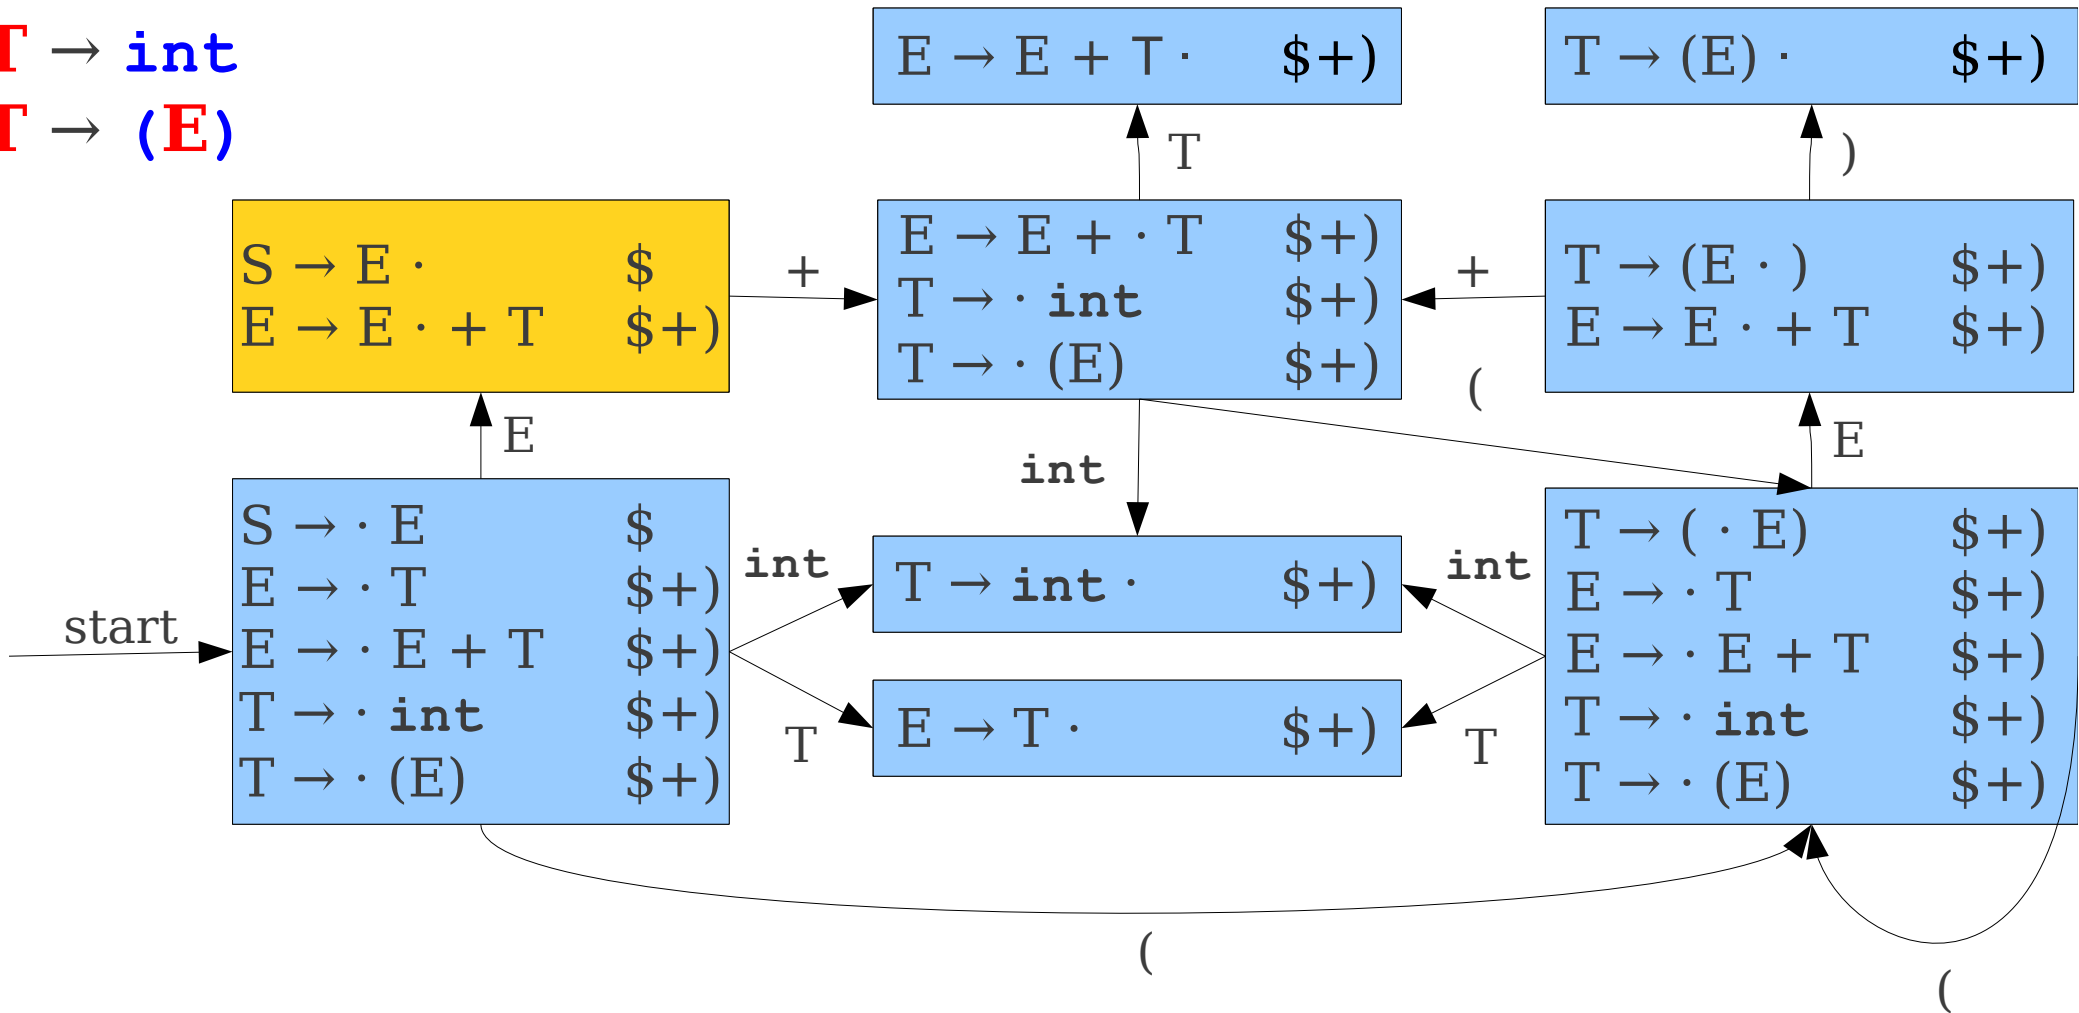 T → int
T → (E)
E → E + T · $+)
T → (E) · $+)
T
)
S → E · $
E → E · + T $+)
+
E → E + · T $+)
T → · int $+)
T → · (E) $+)
+
T → (E · ) $+)
E → E · + T $+)
(
E
int
E
start
S → · E $
E → · T $+)
E → · E + T $+)
T → · int $+)
T → · (E) $+)
int
T
T → int · $+)
E → T · $+)
int
T
T → ( · E) $+)
E → · T $+)
E → · E + T $+)
T → · int $+)
T → · (E) $+)
(
(